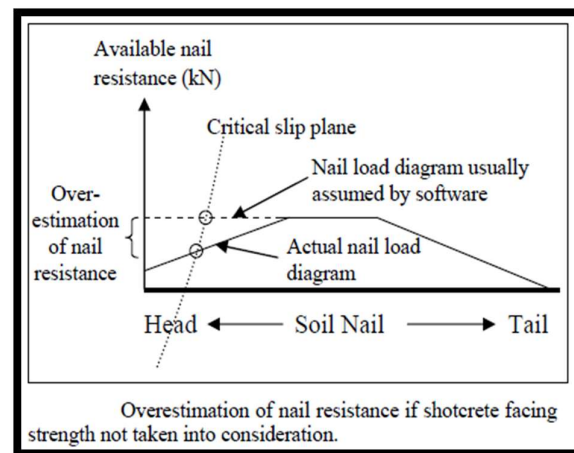 Available nail
resistance (kN)
Critical slip plane
Nail load diagram usually
assumed by software
Over-
estimation
of nail
resistance
Actual nail load
diagram
Head Soil Nail Tail
Overestimation of nail resistance if shotcrete facing
strength not taken into consideration.